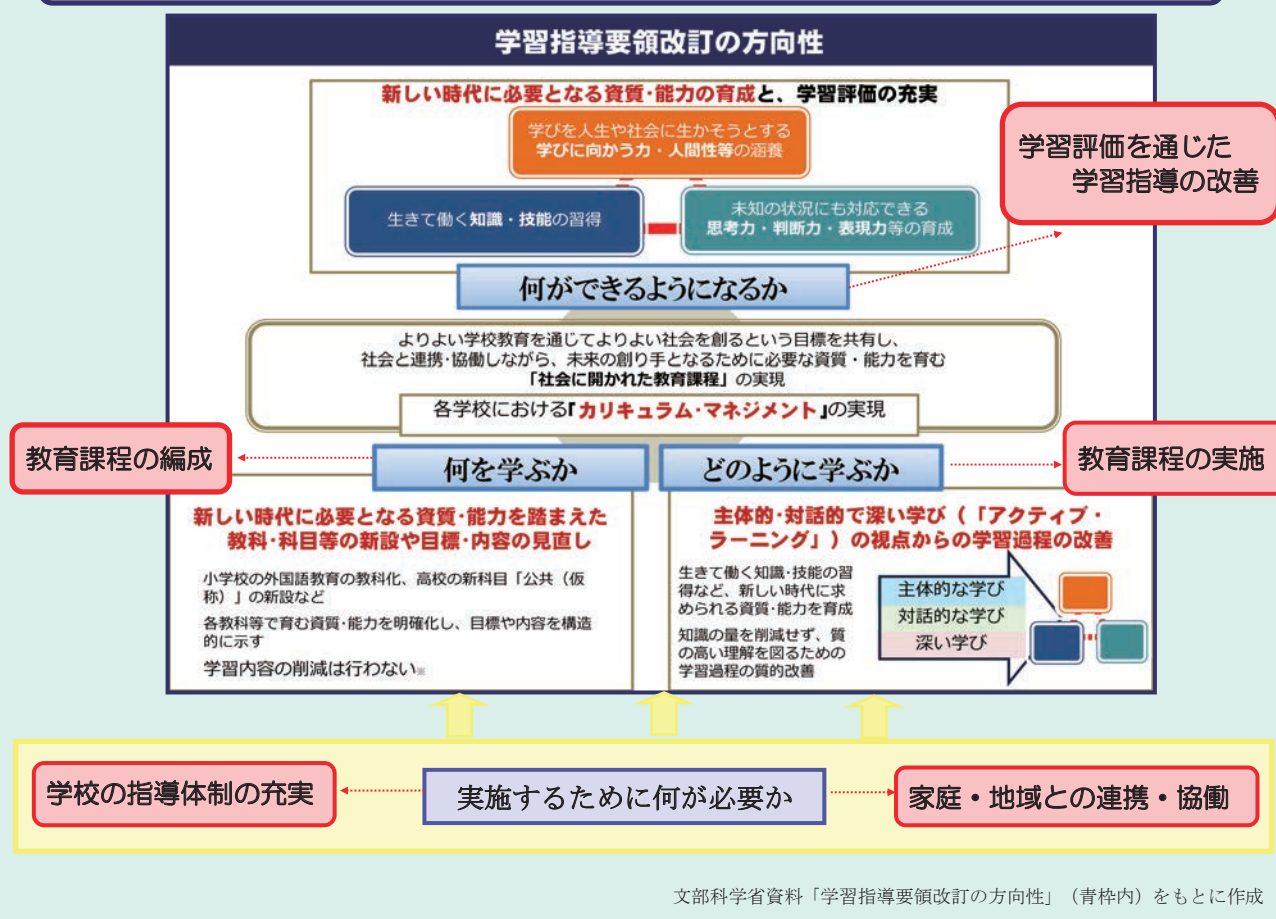 学習指導要領改訂の方向性
新しい時代に必要となる資質・能力の育成と、学習評価の充実
学びを人生や社会に生かそうとする
学びに向かう力・人間性等の涵養
生きて働く知識・技能の習得
未知の状況にも対応できる
思考力・判断力・表現力等の育成
学習評価を通じた
学習指導の改善
何ができるようになるか
よりよい学校教育を通じてよりよい社会を創るという目標を共有し、
社会と連携・協働しながら、未来の創り手となるために必要な資質・能力を育む
「社会に開かれた教育課程」の実現
各学校における「カリキュラム・マネジメント」の実現
教育課程の編成
何を学ぶか
どのように学ぶか
教育課程の実施
新しい時代に必要となる資質・能力を踏まえた
教科・科目等の新設や目標・内容の見直し
小学校の外国語教育の教科化、高校の新科目「公共（仮
称）」の新設など
各教科等で育む資質・能力を明確化し、目標や内容を構造
的に示す
学習内容の削減は行わない※
主体的・対話的で深い学び（「アクティブ・
ラーニング」）の視点からの学習過程の改善
生きて働く知識・技能の習
得など、新しい時代に求
められる資質・能力を育成
知識の量を削減せず、質
の高い理解を図るための
学習過程の質的改善
主体的な学び
対話的な学び
深い学び
学校の指導体制の充実
実施するために何が必要か
家庭・地域との連携・協働
文部科学省資料「学習指導要領改訂の方向性」（青枠内）をもとに作成